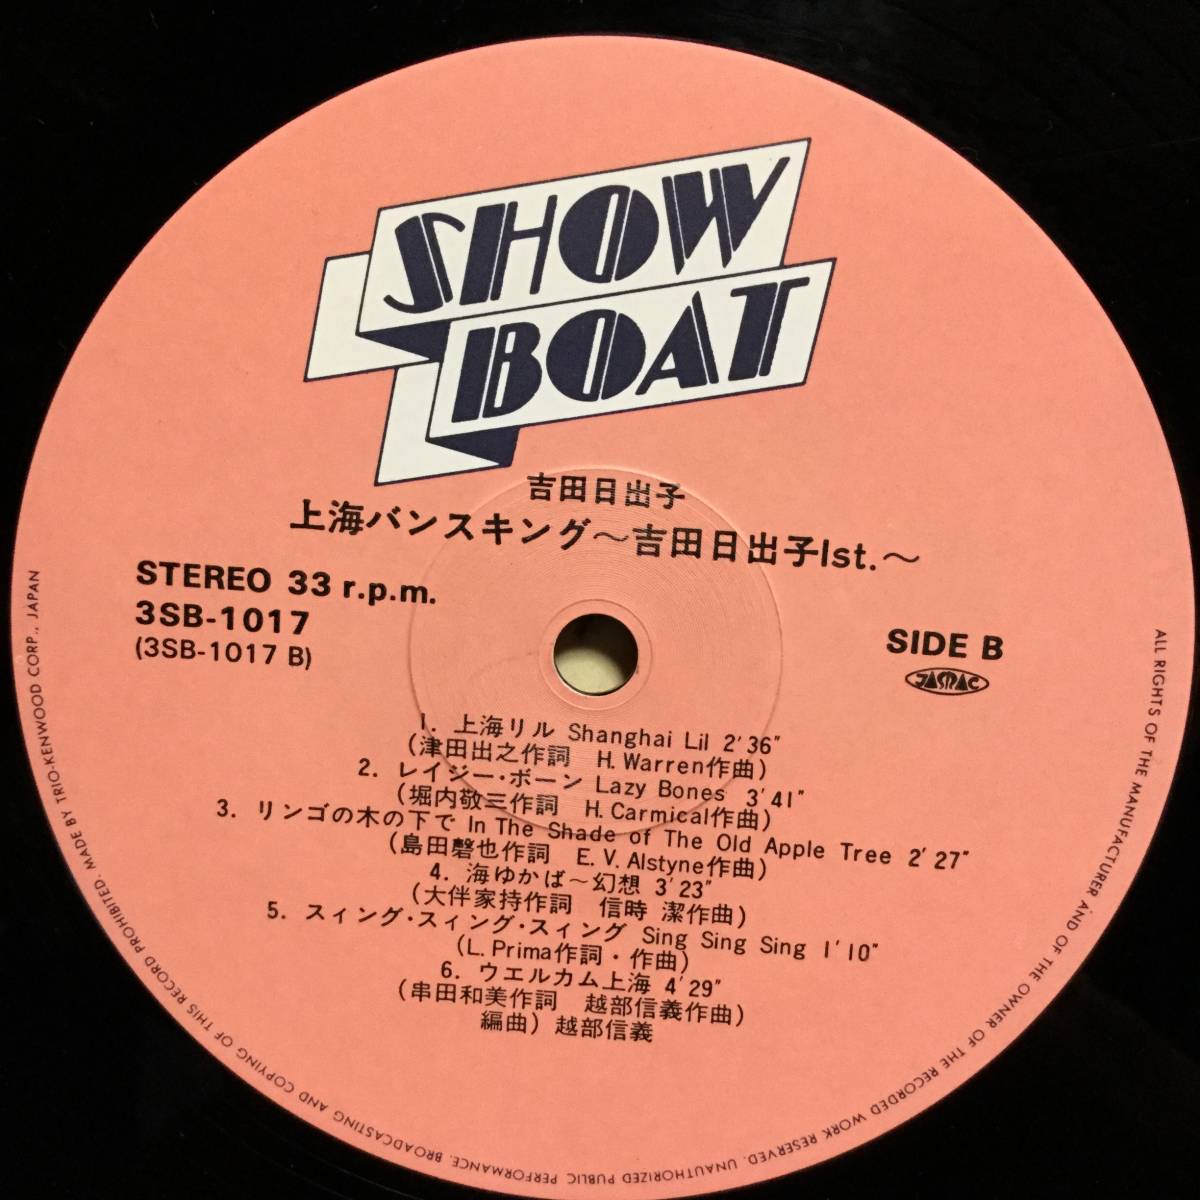 SHOW
BOAT
吉田日出子
上海バンスキング〜吉田日出子1st.〜
STEREO 33 r.p.m.
3SB-1017
(3SB-1017 B)
SIDE B
JASRAC
1. 上海リル Shanghai Lil 2'36"
(津田出之作詞 H. Warren作曲)
2. レイジー・ボーン Lazy Bones 3'41"
(堀内敬三作詞 H. Carmical作曲)
3. リンゴの木の下で In The Shade of The Old Apple Tree 2'27"
(島田磬也作詞 E. V. Alstyne作曲)
4. 海ゆかば〜幻想 3'23"
(大伴家持作詞 信時 潔作曲)
5. スィング・スィング・スィング Sing Sing Sing 1'10"
(L. Prima作詞・作曲)
6. ウエルカム上海 4'29"
(串田和美作詞 越部信義作曲)
編曲) 越部信義
ALL RIGHTS OF THE MANUFACTURER AND OF THE OWNER OF THE RECORDED WORK RESERVED. UNAUTHORIZED PUBLIC PERFORMANCE. BROADCASTING AND COPYING OF THIS RECORD PROHIBITED. MADE BY TRIO-KENWOOD CORP., JAPAN